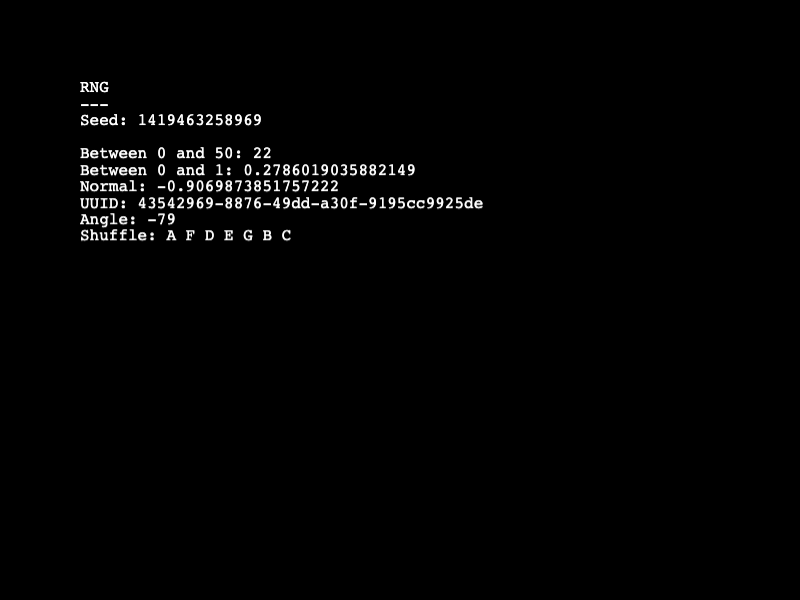 RNG
---
Seed: 1419463258969

Between 0 and 50: 22
Between 0 and 1: 0.2786019035882149
Normal: -0.9069873851757222
UUID: 43542969-8876-49dd-a30f-9195cc9925de
Angle: -79
Shuffle: A F D E G B C